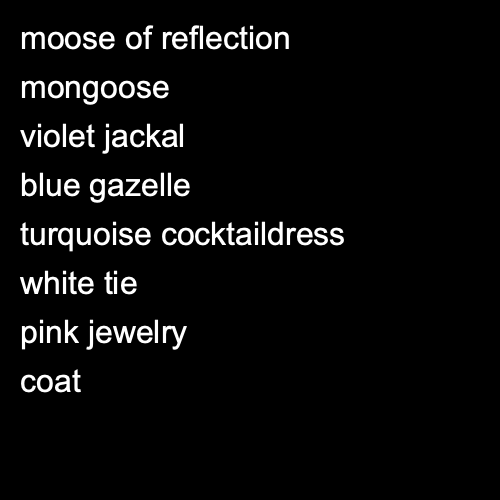 moose of reflection
mongoose
violet jackal
blue gazelle
turquoise cocktaildress
white tie
pink jewelry
coat